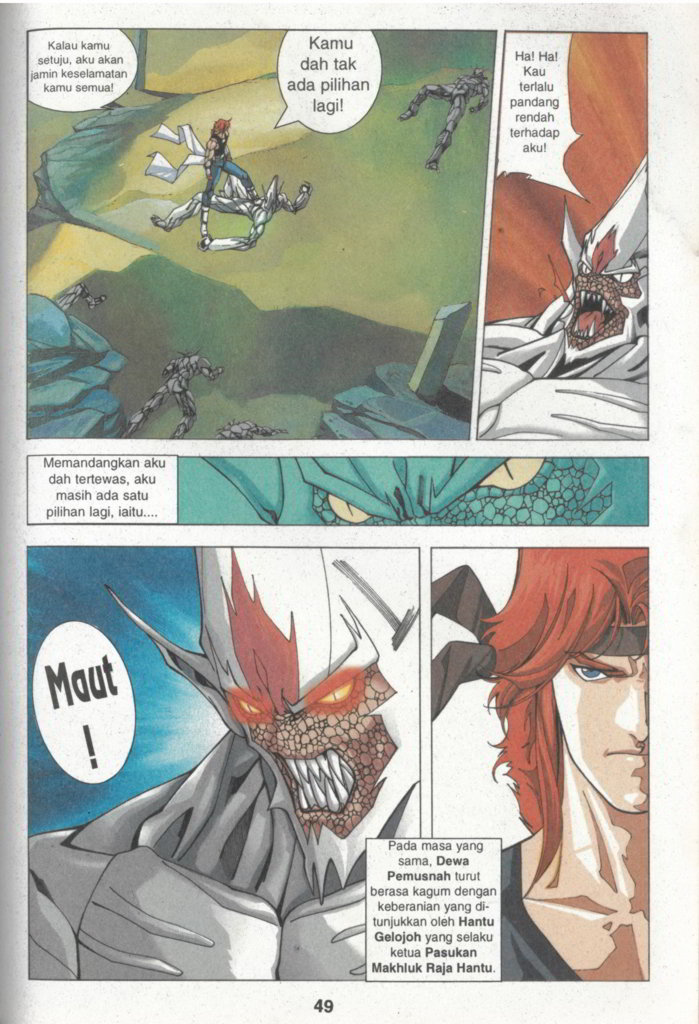 Kalau kamu
setuju, aku akan
jamin keselamatan
kamu semua!
Kamu
dah tak
ada pilihan
lagi!
Ha! Ha!
Kau
terlalu
pandang
rendah
terhadap
aku!
Memandangkan aku
dah tertewas, aku
masih ada satu
pilihan lagi, iaitu....
Maut
!
Pada masa yang
sama, Dewa
Pemusnah turut
berasa kagum dengan
keberanian yang di-
tunjukkan oleh Hantu
Gelojoh yang selaku
ketua Pasukan
Makhluk Raja Hantu.
49